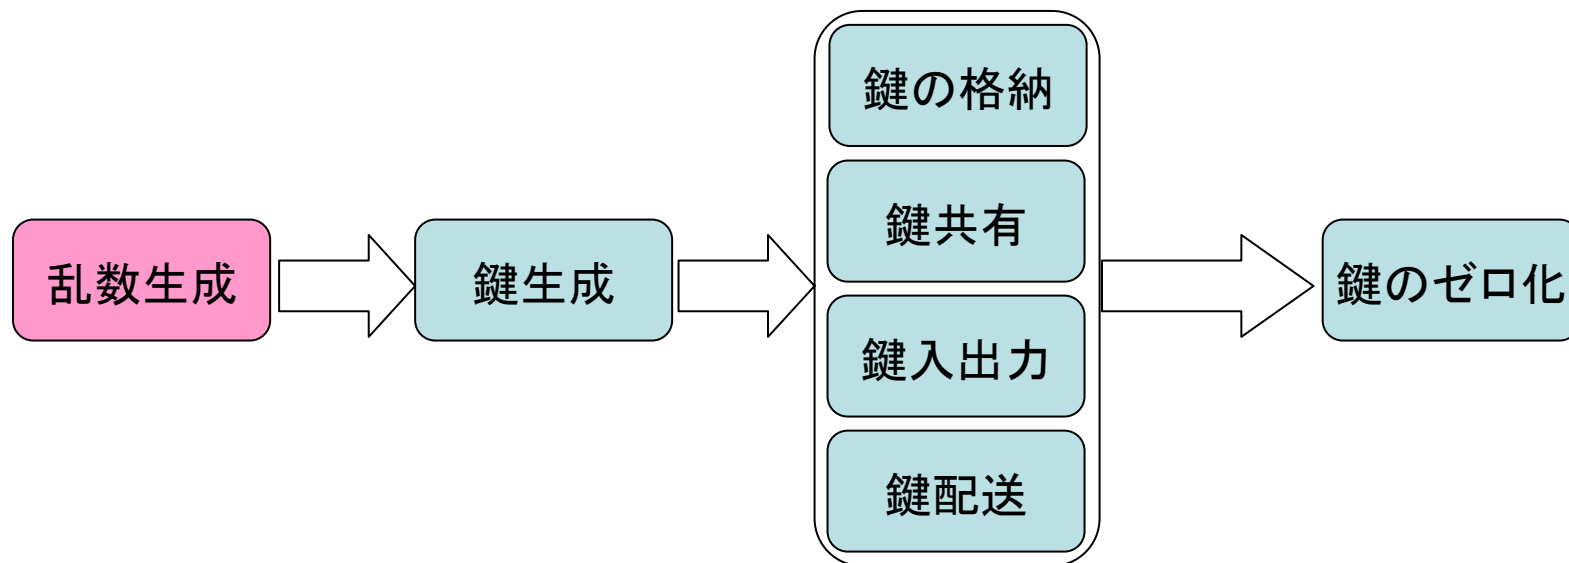 乱数生成
鍵生成
鍵の格納
鍵共有
鍵入出力
鍵配送
鍵のゼロ化